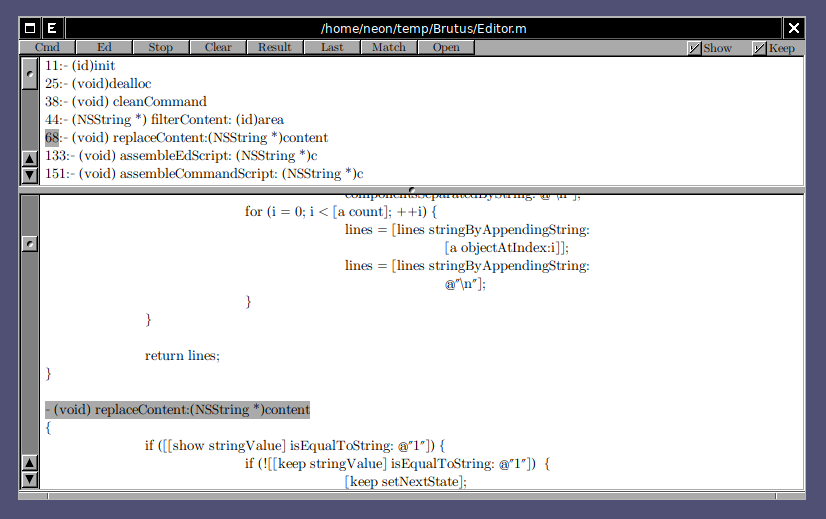 E
/home/neon/temp/Brutus/Editor.m
Cmd Ed Stop Clear Result Last Match Open Show Keep
11:- (id)init
25:- (void)dealloc
38:- (void) cleanCommand
44:- (NSString *) filterContent: (id)area
68:- (void) replaceContent:(NSString *)content
133:- (void) assembleEdScript: (NSString *)c
151:- (void) assembleCommandScript: (NSString *)c
componentsSeparatedByString: @"\n"];
for (i = 0; i < [a count]; ++i) {
lines = [lines stringByAppendingString:
[a objectAtIndex:i]];
lines = [lines stringByAppendingString:
@"\n"];
}
}
return lines;
}
- (void) replaceContent:(NSString *)content
{
if ([[show stringValue] isEqualToString: @"1"]) {
if (![[keep stringValue] isEqualToString: @"1"]) {
[keep setNextState];